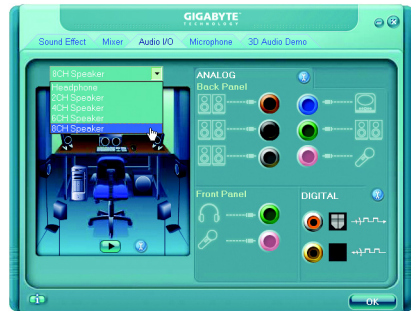 GIGABYTE
TECHNOLOGY
Sound Effect Mixer Audio I/O Microphone 3D Audio Demo
8CH Speaker
Headphone
2CH Speaker
4CH Speaker
6CH Speaker
8CH Speaker
ANALOG
Back Panel
Front Panel
DIGITAL
OK